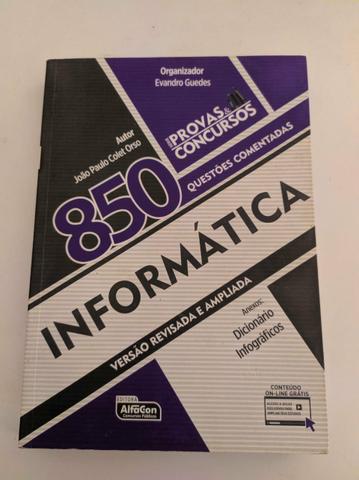 Organizador
Evandro Guedes
Autor
João Paulo Colet Orso
PROVAS &
CONCURSOS
850
QUESTÕES COMENTADAS
INFORMÁTICA
VERSÃO REVISADA E AMPLIADA
Anexos:
Dicionário
Infográficos
EDITORA
AlfaCon
Concursos Públicos
CONTEÚDO
ON-LINE GRÁTIS